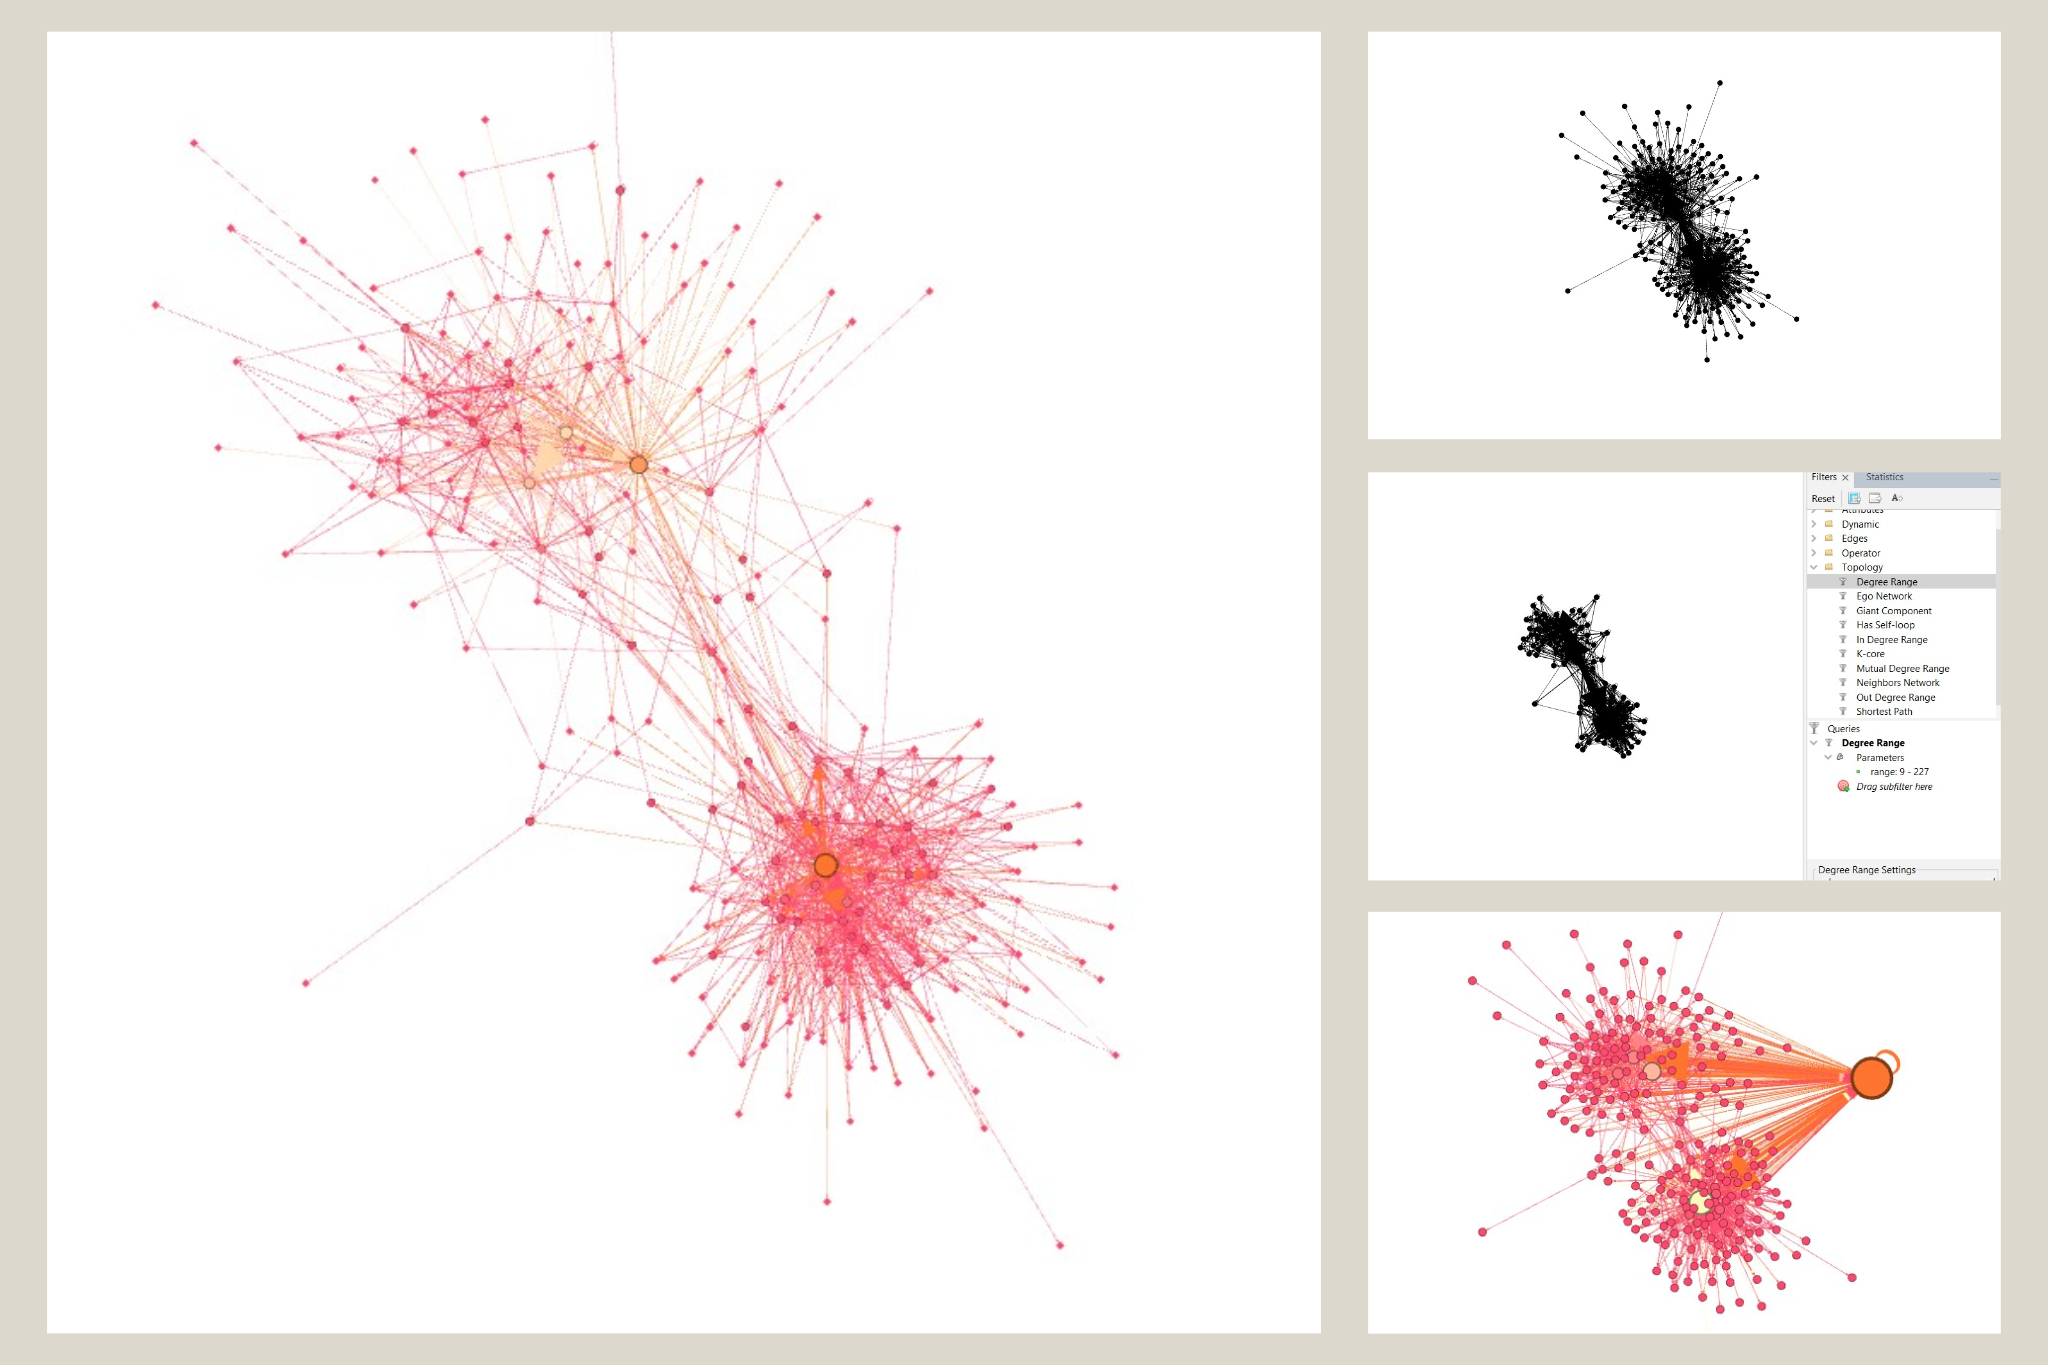 Filters
Statistics
Reset
Attributes
Dynamic
Edges
Operator
Topology
Degree Range
Ego Network
Giant Component
Has Self-loop
In Degree Range
K-core
Mutual Degree Range
Neighbors Network
Out Degree Range
Shortest Path
Queries
Degree Range
Parameters
range: 9 - 227
Drag subfilter here
Degree Range Settings